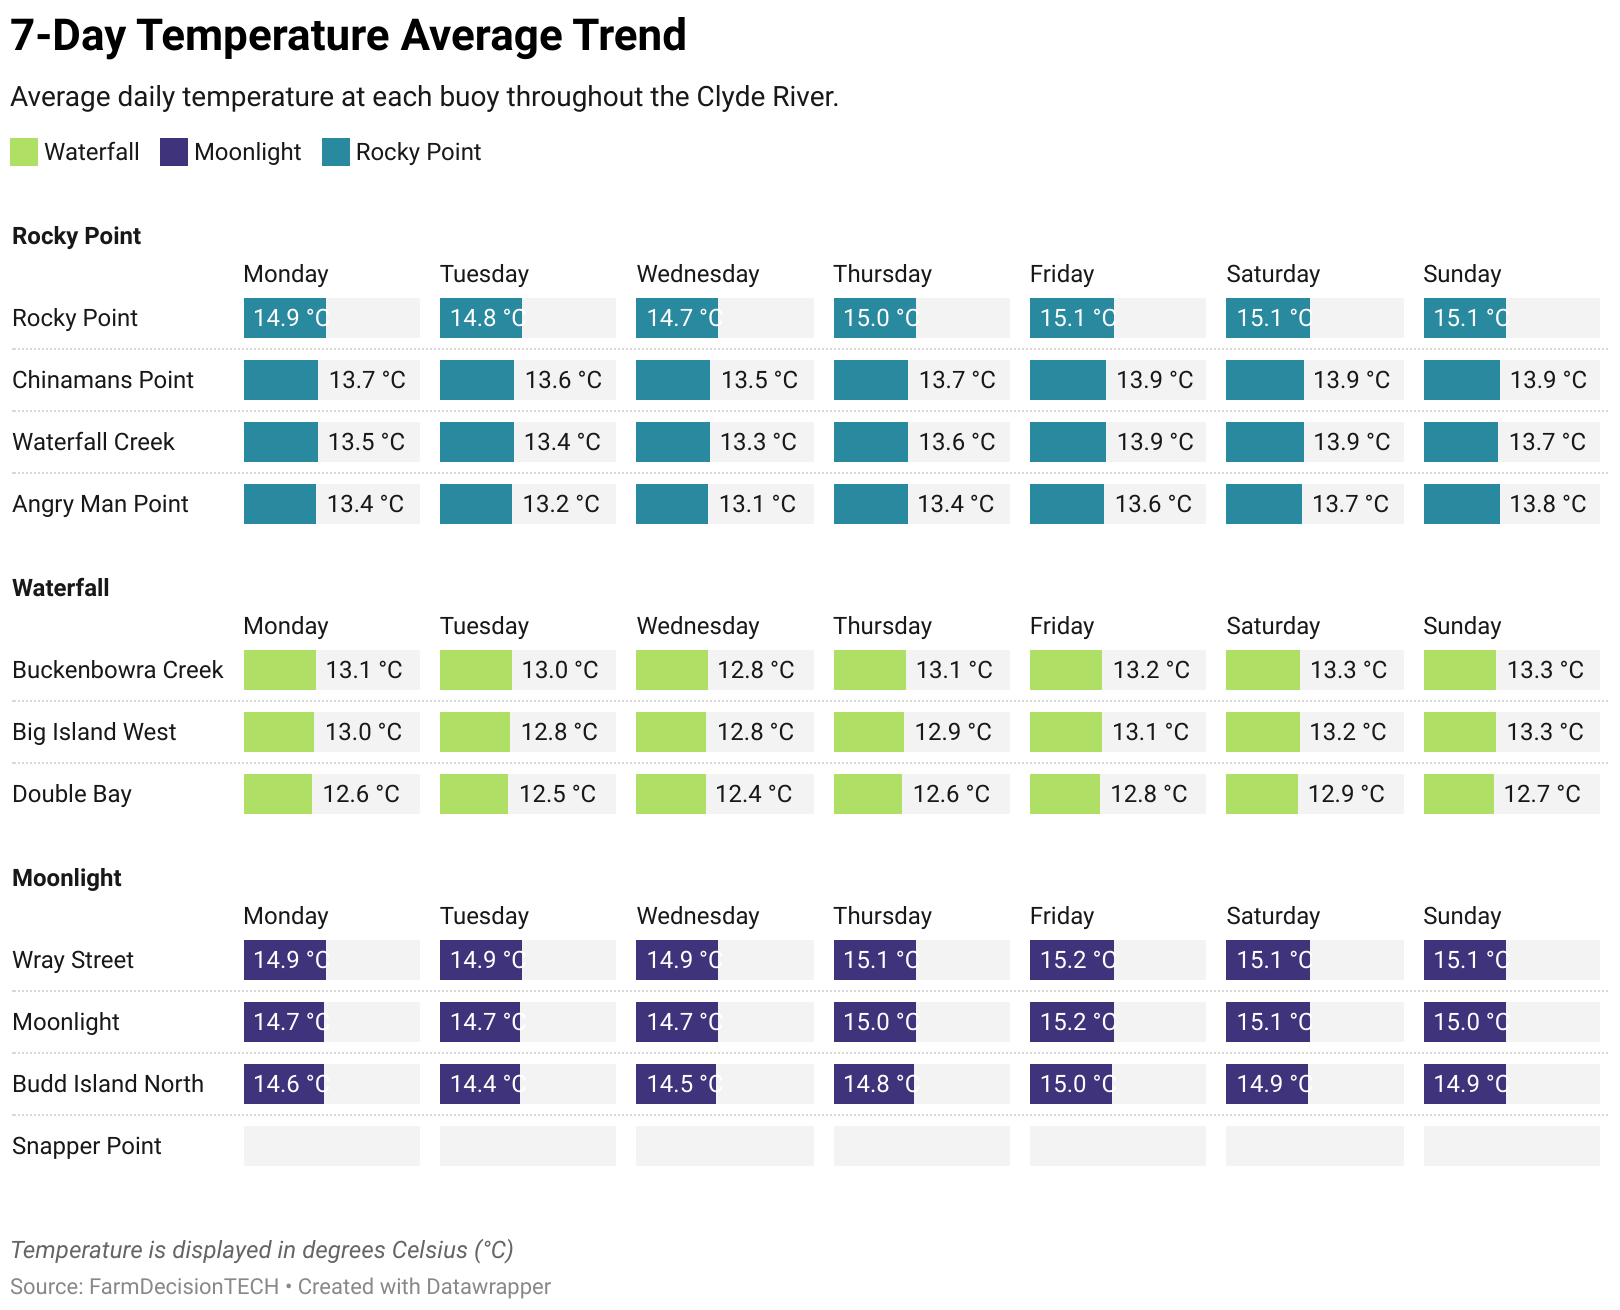 7-Day Temperature Average Trend
Average daily temperature at each buoy throughout the Clyde River.
Waterfall Moonlight Rocky Point
Rocky Point
Monday Tuesday Wednesday Thursday Friday Saturday Sunday
Rocky Point 14.9 °C 14.8 °C 14.7 °C 15.0 °C 15.1 °C 15.1 °C 15.1 °C
Chinamans Point 13.7 °C 13.6 °C 13.5 °C 13.7 °C 13.9 °C 13.9 °C 13.9 °C
Waterfall Creek 13.5 °C 13.4 °C 13.3 °C 13.6 °C 13.9 °C 13.9 °C 13.7 °C
Angry Man Point 13.4 °C 13.2 °C 13.1 °C 13.4 °C 13.6 °C 13.7 °C 13.8 °C
Waterfall
Monday Tuesday Wednesday Thursday Friday Saturday Sunday
Buckenbowra Creek 13.1 °C 13.0 °C 12.8 °C 13.1 °C 13.2 °C 13.3 °C 13.3 °C
Big Island West 13.0 °C 12.8 °C 12.8 °C 12.9 °C 13.1 °C 13.2 °C 13.3 °C
Double Bay 12.6 °C 12.5 °C 12.4 °C 12.6 °C 12.8 °C 12.9 °C 12.7 °C
Moonlight
Monday Tuesday Wednesday Thursday Friday Saturday Sunday
Wray Street 14.9 °C 14.9 °C 14.9 °C 15.1 °C 15.2 °C 15.1 °C 15.1 °C
Moonlight 14.7 °C 14.7 °C 14.7 °C 15.0 °C 15.2 °C 15.1 °C 15.0 °C
Budd Island North 14.6 °C 14.4 °C 14.5 °C 14.8 °C 15.0 °C 14.9 °C 14.9 °C
Snapper Point
Temperature is displayed in degrees Celsius (°C)
Source: FarmDecisionTECH • Created with Datawrapper